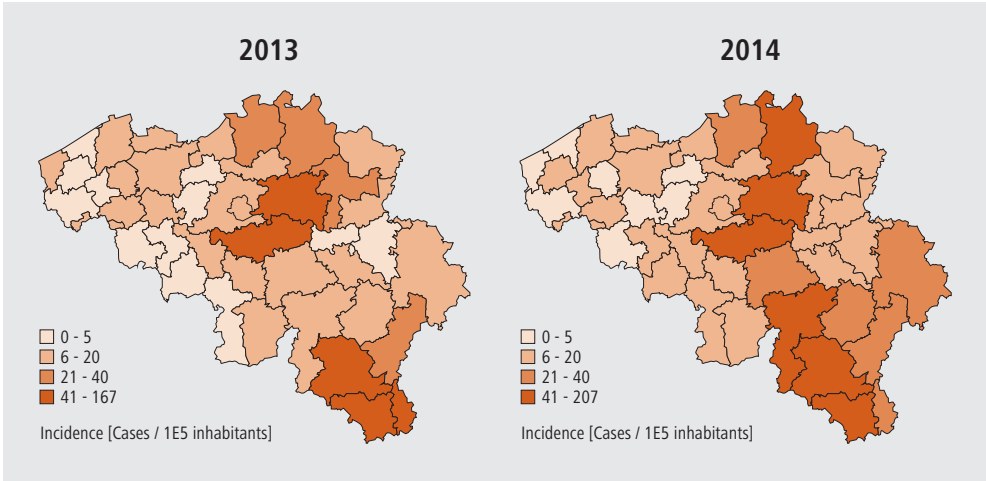 2013
0 - 5
6 - 20
21 - 40
41 - 167
Incidence [Cases / 1E5 inhabitants]
2014
0 - 5
6 - 20
21 - 40
41 - 207
Incidence [Cases / 1E5 inhabitants]